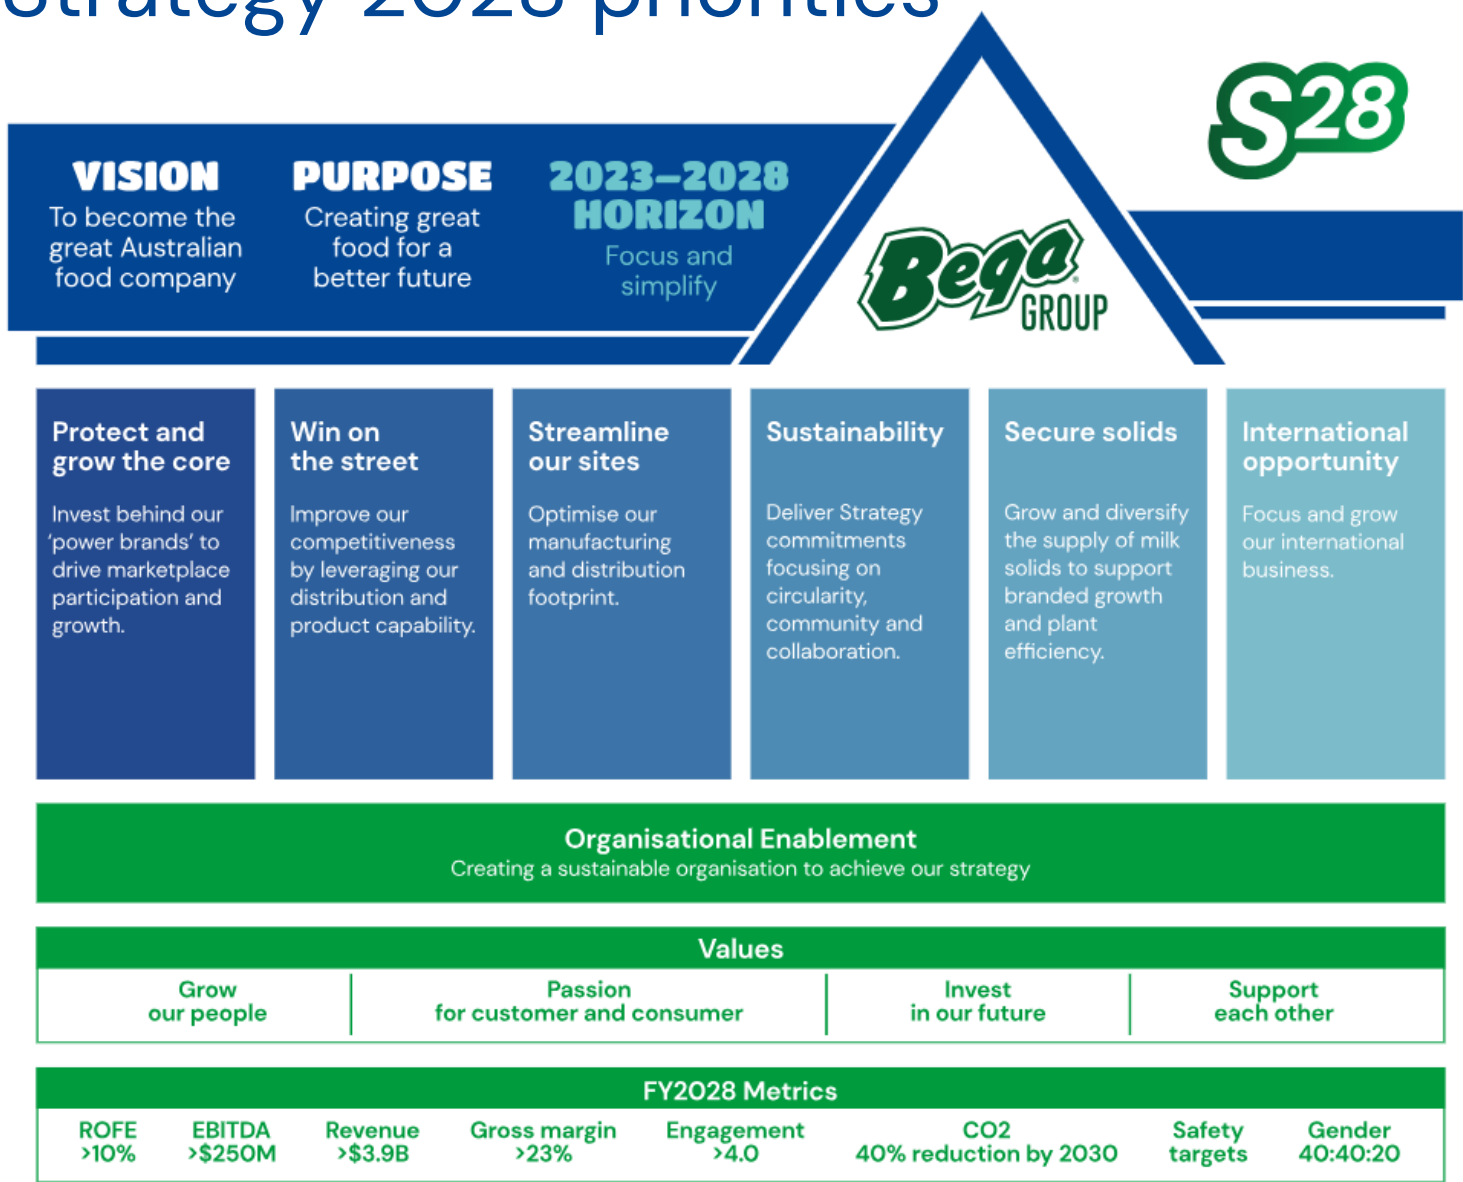 Strategy 2028 priorities
S28
VISION
To become the
great Australian
food company
PURPOSE
Creating great
food for a
better future
2023–2028
HORIZON
Focus and
simplify
Bega®
GROUP
Protect and
grow the core
Invest behind our
‘power brands’ to
drive marketplace
participation and
growth.
Win on
the street
Improve our
competitiveness
by leveraging our
distribution and
product capability.
Streamline
our sites
Optimise our
manufacturing
and distribution
footprint.
Sustainability
Deliver Strategy
commitments
focusing on
circularity,
community and
collaboration.
Secure solids
Grow and diversify
the supply of milk
solids to support
branded growth
and plant
efficiency.
International
opportunity
Focus and grow
our international
business.
Organisational Enablement
Creating a sustainable organisation to achieve our strategy
Values
Grow
our people
Passion
for customer and consumer
Invest
in our future
Support
each other
FY2028 Metrics
ROFE
>10%
EBITDA
>$250M
Revenue
>$3.9B
Gross margin
>23%
Engagement
>4.0
CO2
40% reduction by 2030
Safety
targets
Gender
40:40:20